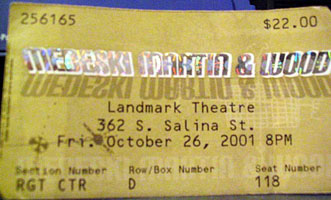 256165 $22.00
MEDESKI MARTIN & WOOD
Landmark Theatre
362 S. Salina St.
Fri. October 26, 2001 8PM
Section Number Row/Box Number Seat Number
RGT CTR D 118